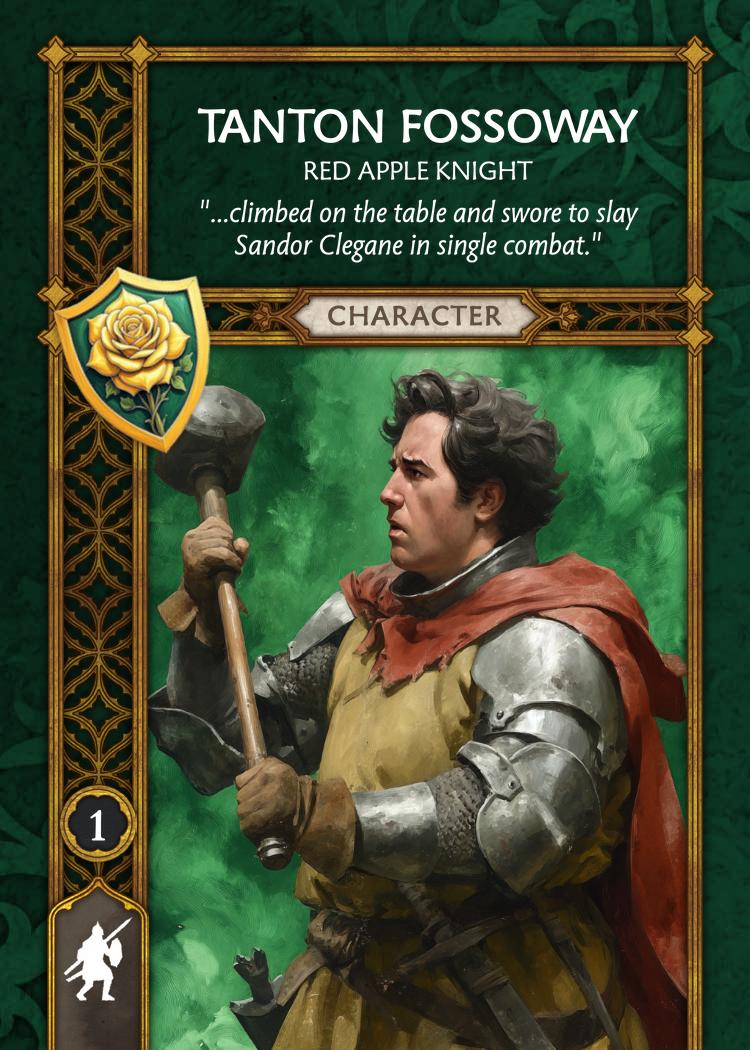 TANTON FOSSOWAY
RED APPLE KNIGHT
"...climbed on the table and swore to slay
Sandor Clegane in single combat."
CHARACTER
1